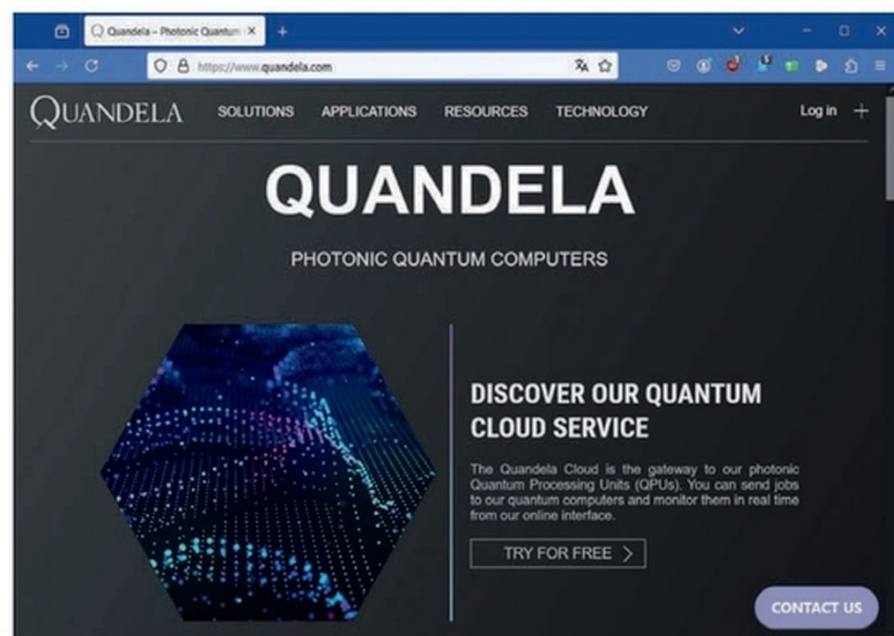 Quandela – Photonic Quantum
https://www.quandela.com
QUANDELA SOLUTIONS APPLICATIONS RESOURCES TECHNOLOGY Log in +
QUANDELA
PHOTONIC QUANTUM COMPUTERS
DISCOVER OUR QUANTUM
CLOUD SERVICE
The Quandela Cloud is the gateway to our photonic
Quantum Processing Units (QPUs). You can send jobs
to our quantum computers and monitor them in real time
from our online interface.
TRY FOR FREE
CONTACT US